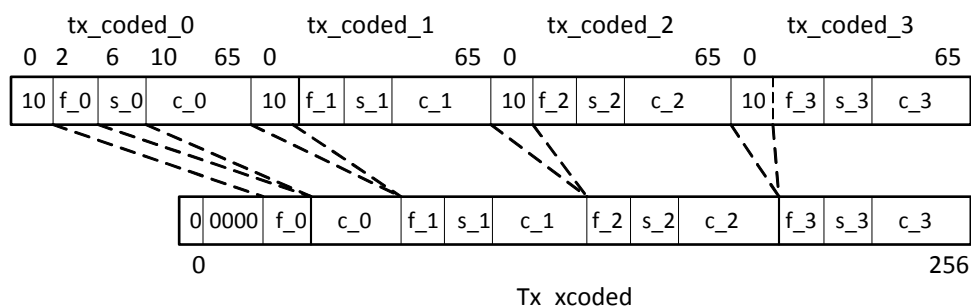 tx_coded_0 tx_coded_1 tx_coded_2 tx_coded_3
0 2 6 10 65 0 65 0 65 0 65
10 f_0 s_0 c_0 10 f_1 s_1 c_1 10 f_2 s_2 c_2 10 f_3 s_3 c_3
0 0000 f_0 c_0 f_1 s_1 c_1 f_2 s_2 c_2 f_3 s_3 c_3
0 256
Tx_xcoded